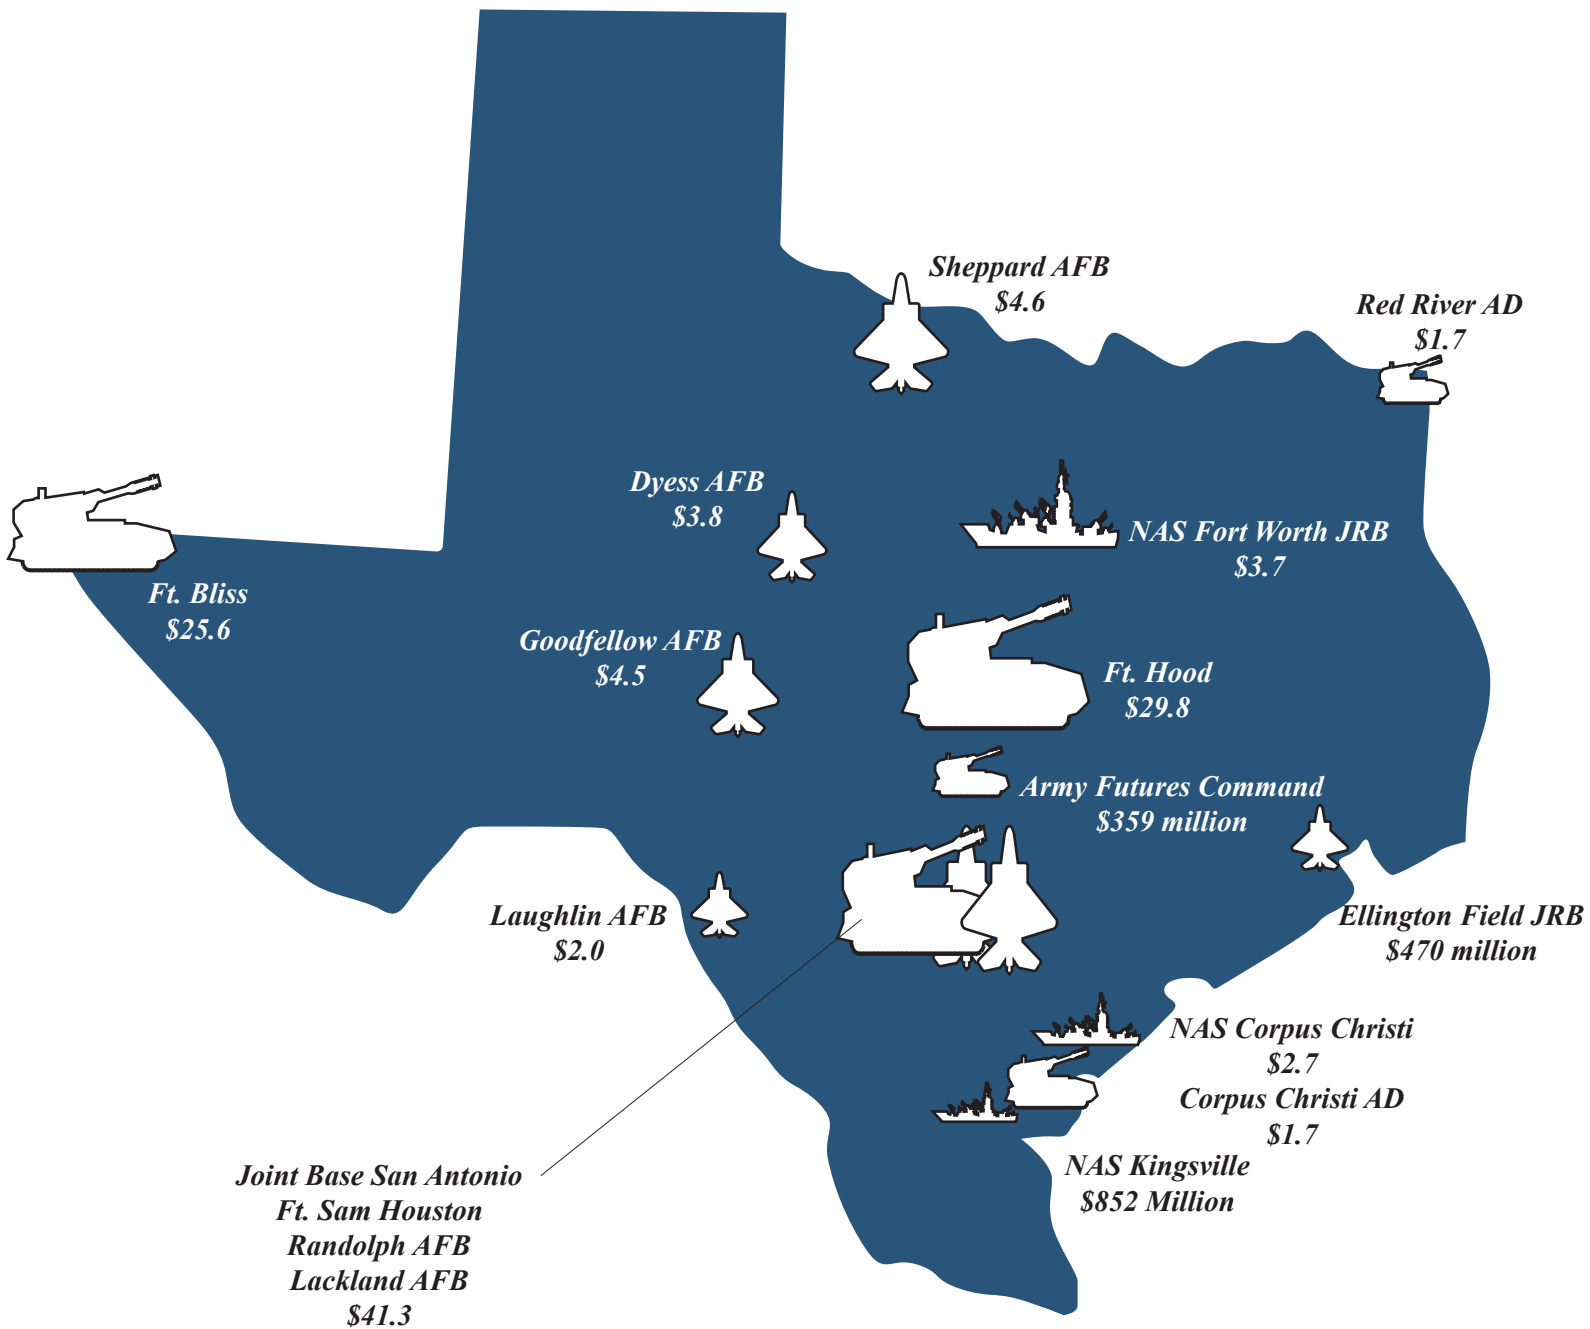 Sheppard AFB
$4.6
Red River AD
$1.7
Dyess AFB
$3.8
NAS Fort Worth JRB
$3.7
Ft. Bliss
$25.6
Goodfellow AFB
$4.5
Ft. Hood
$29.8
Army Futures Command
$359 million
Laughlin AFB
$2.0
Ellington Field JRB
$470 million
NAS Corpus Christi
$2.7
Corpus Christi AD
$1.7
NAS Kingsville
$852 Million
Joint Base San Antonio
Ft. Sam Houston
Randolph AFB
Lackland AFB
$41.3